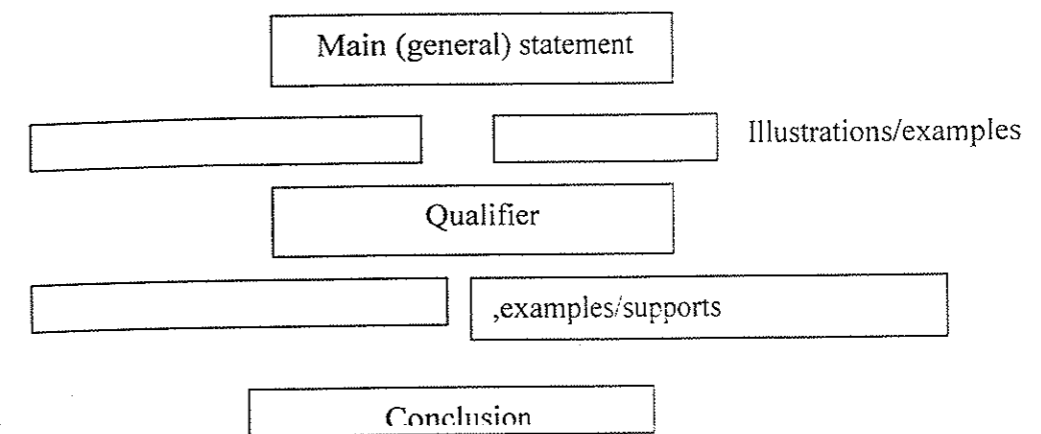 Main (general) statement
Illustrations/examples
Qualifier
,examples/supports
Conclusion